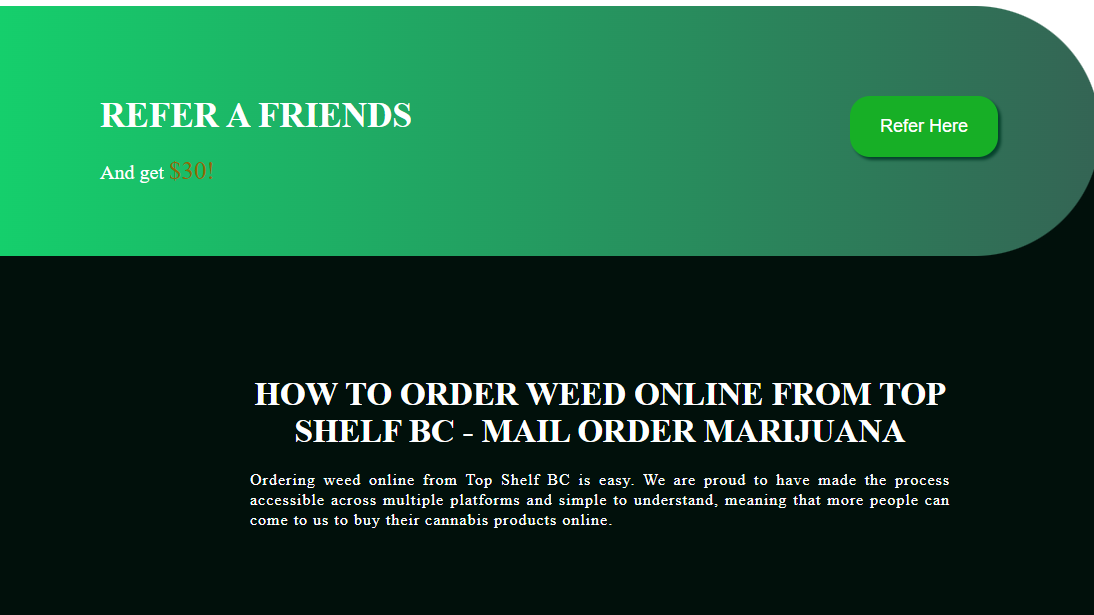 REFER A FRIENDS
Refer Here
And get $30!
HOW TO ORDER WEED ONLINE FROM TOP
SHELF BC - MAIL ORDER MARIJUANA
Ordering weed online from Top Shelf BC is easy. We are proud to have made the process
accessible across multiple platforms and simple to understand, meaning that more people can
come to us to buy their cannabis products online.